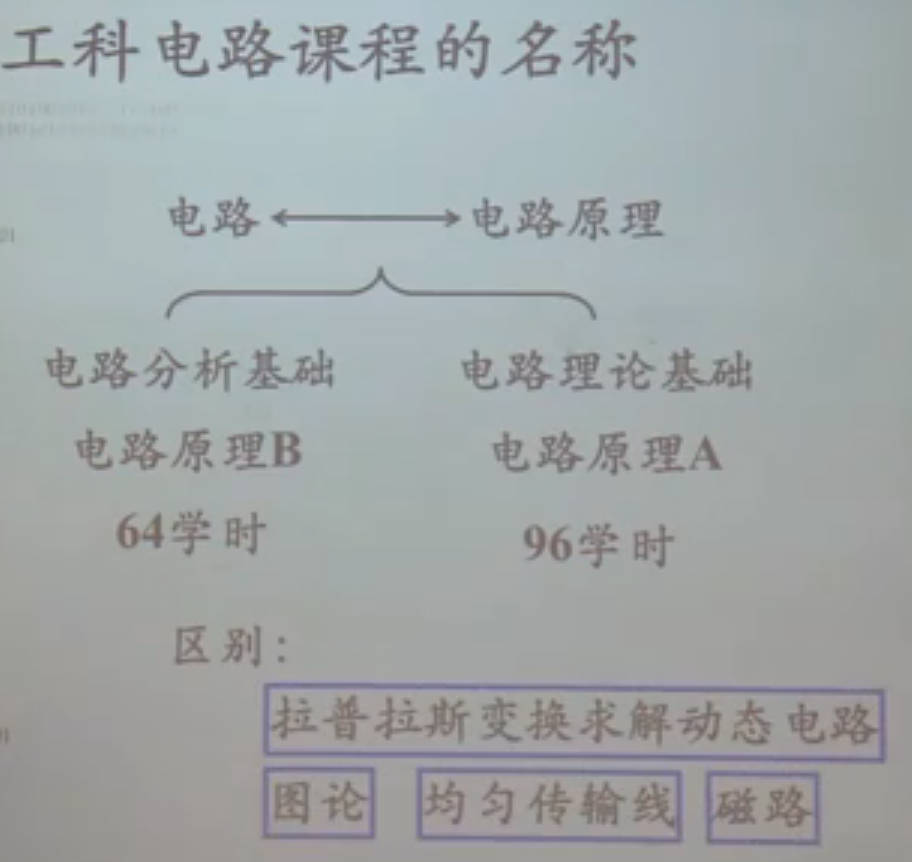 工科电路课程的名称
电路 电路原理
电路分析基础 电路理论基础
电路原理B 电路原理A
64学时 96学时
区别：
拉普拉斯变换求解动态电路
图论 均匀传输线 磁路